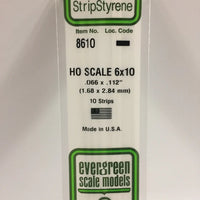 StripStyrene
Item No. Loc. Code
8610
HO SCALE 6x10
.066 x .112"
(1.68 x 2.84 mm)
10 Strips
Made in U.S.A.
evergreen
scale models